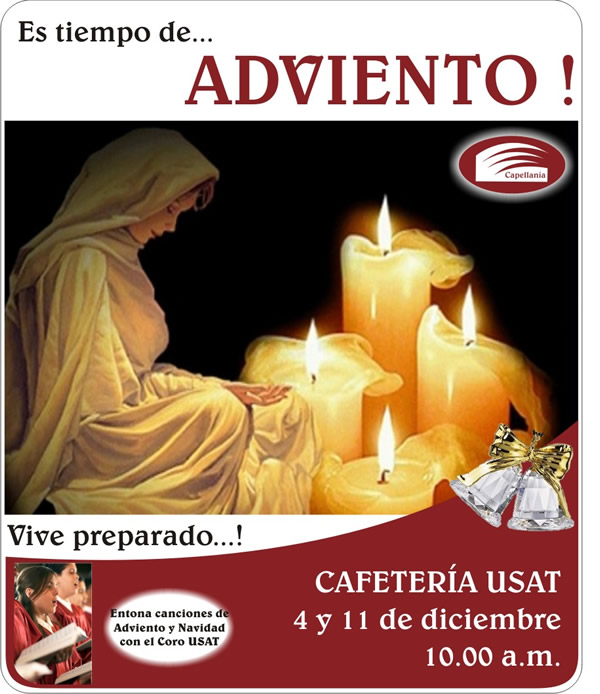 Es tiempo de...
ADVIENTO !
Capellanía
Vive preparado...!
Entona canciones de
Adviento y Navidad
con el Coro USAT
CAFETERÍA USAT
4 y 11 de diciembre
10.00 a.m.